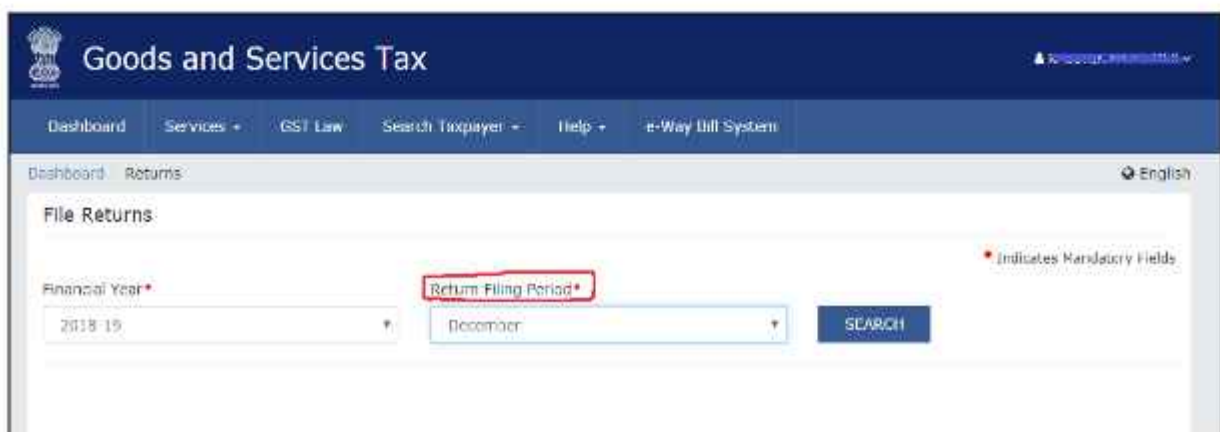 Goods and Services Tax
Dashboard Services GST Law Search Taxpayer Help e-Way Bill System
Dashboard Returns English
File Returns
• Indicates Mandatory Fields
Financial Year• Return Filing Period•
2018-19 December SEARCH